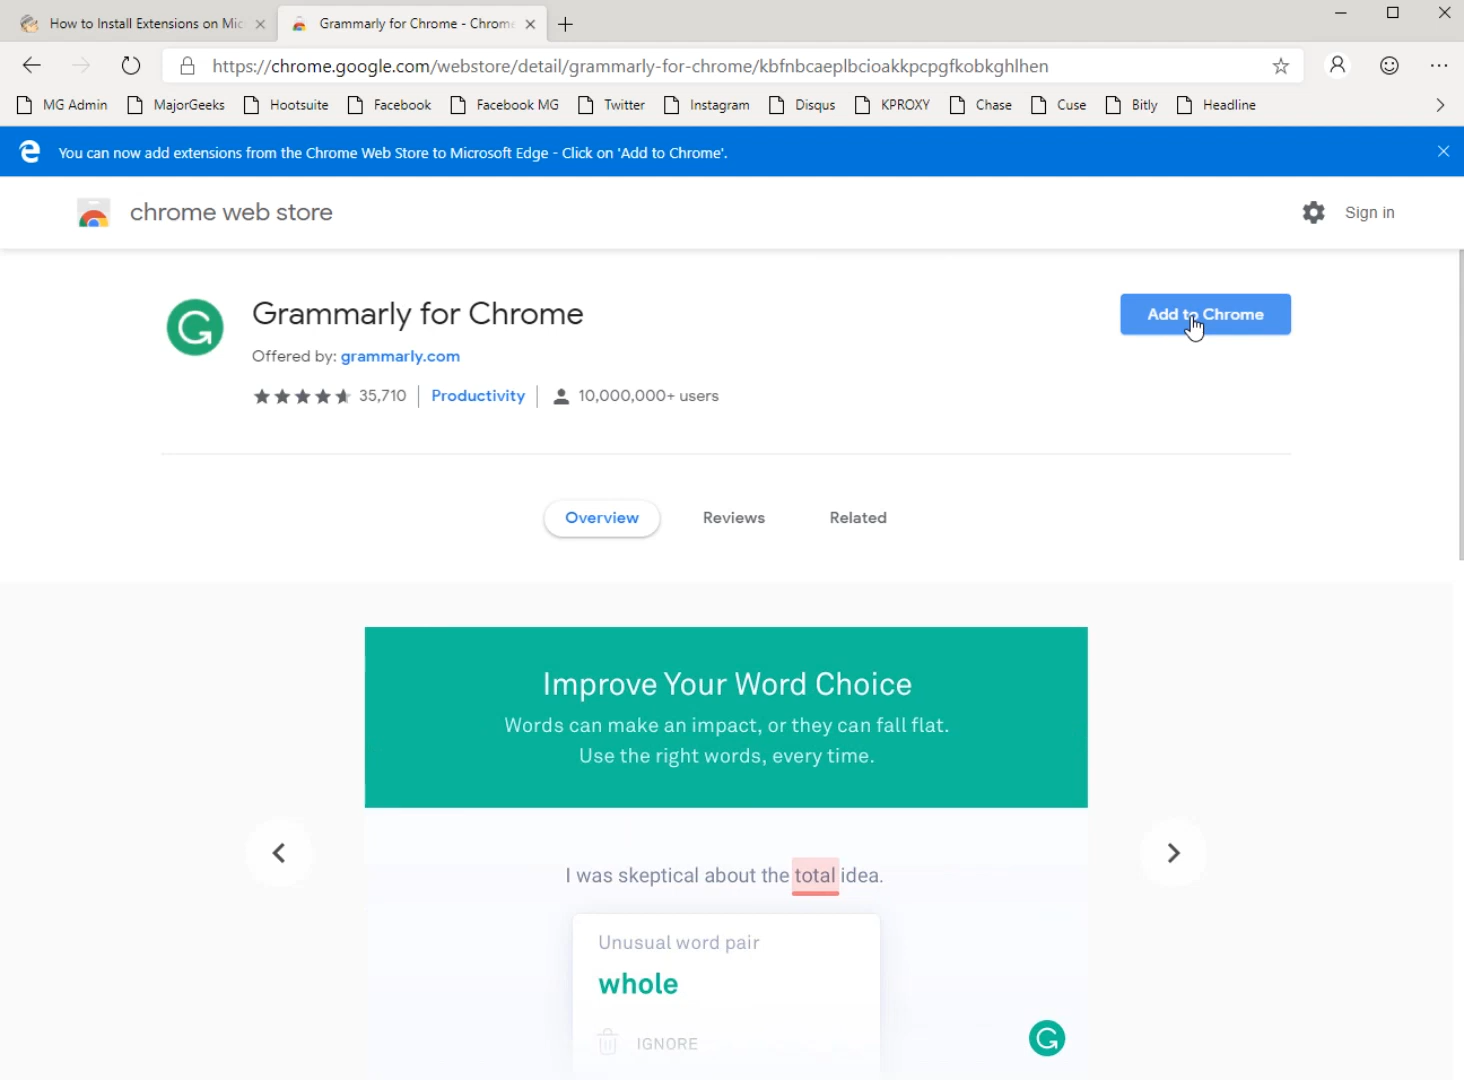 How to Install Extensions on Mic
Grammarly for Chrome - Chrome
https://chrome.google.com/webstore/detail/grammarly-for-chrome/kbfnbcaeplbcioakkpcpgfkobkghlhen
MG Admin MajorGeeks Hootsuite Facebook Facebook MG Twitter Instagram Disqus KPROXY Chase Cuse Bitly Headline
You can now add extensions from the Chrome Web Store to Microsoft Edge - Click on 'Add to Chrome'.
chrome web store
Sign in
Grammarly for Chrome
Add to Chrome
Offered by: grammarly.com
35,710 Productivity 10,000,000+ users
Overview Reviews Related
Improve Your Word Choice
Words can make an impact, or they can fall flat.
Use the right words, every time.
I was skeptical about the total idea.
Unusual word pair
whole
IGNORE